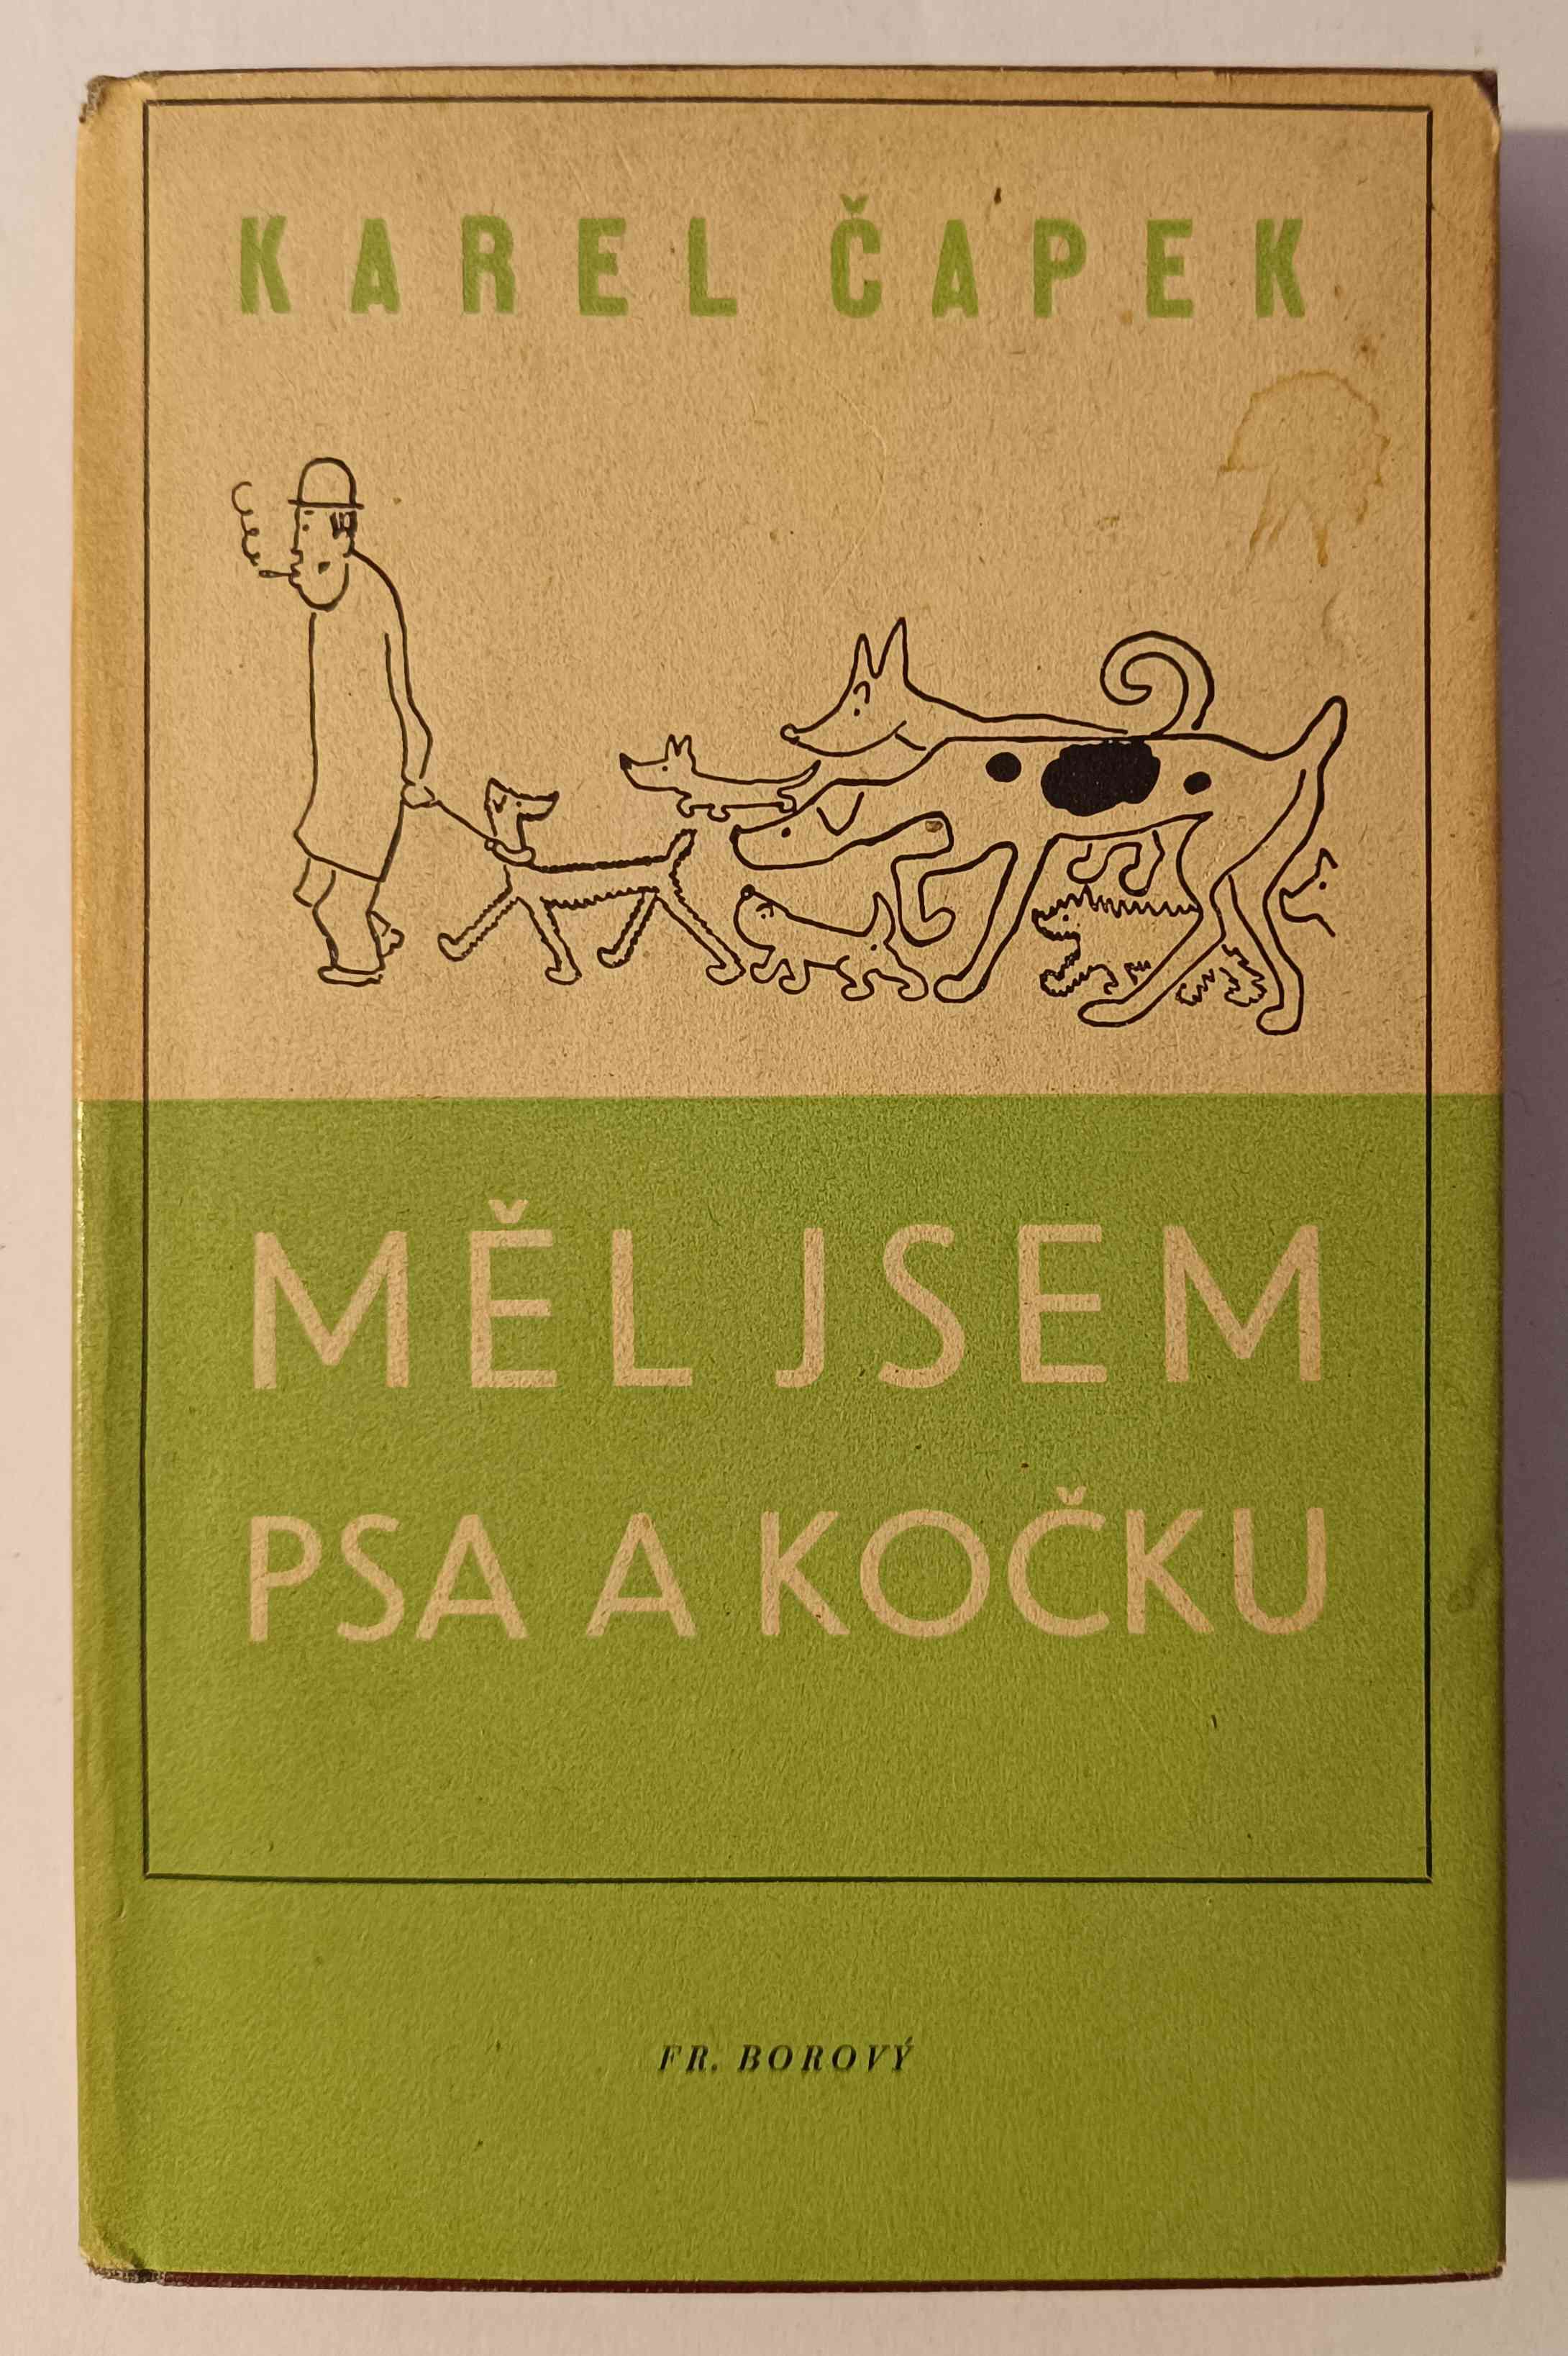 KAREL ČAPEK
MĚL JSEM
PSA A KOČKU
FR. BOROVÝ